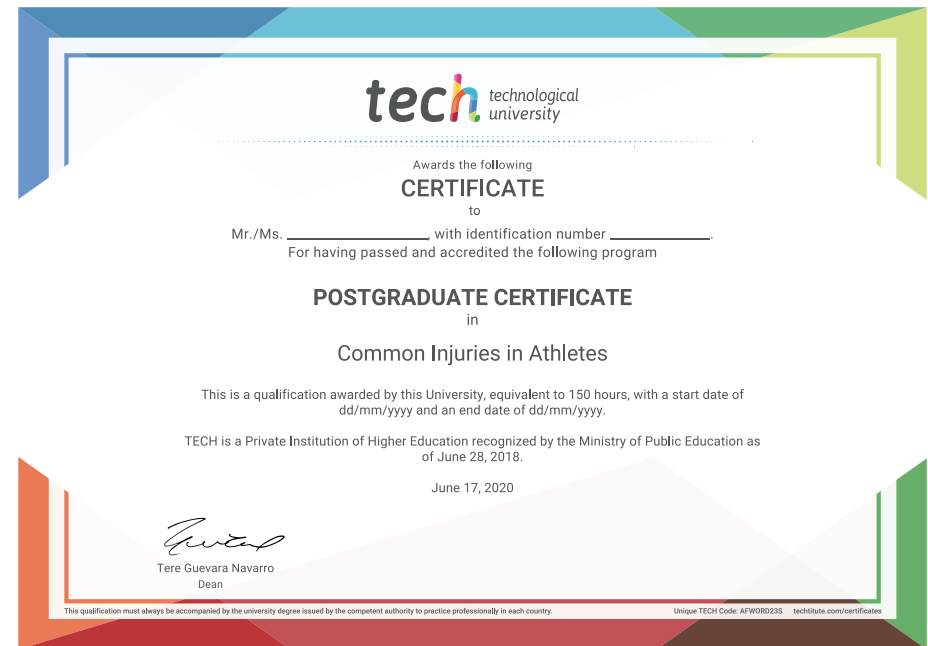 tech technological
university
Awards the following
CERTIFICATE
to
Mr./Ms. ____________________, with identification number ______________.
For having passed and accredited the following program
POSTGRADUATE CERTIFICATE
in
Common Injuries in Athletes
This is a qualification awarded by this University, equivalent to 150 hours, with a start date of
dd/mm/yyyy and an end date of dd/mm/yyyy.
TECH is a Private Institution of Higher Education recognized by the Ministry of Public Education as
of June 28, 2018.
June 17, 2020
Tere Guevara Navarro
Dean
This qualification must always be accompanied by the university degree issued by the competent authority to practice professionally in each country.
Unique TECH Code: AFWORD23S techtitute.com/certificates